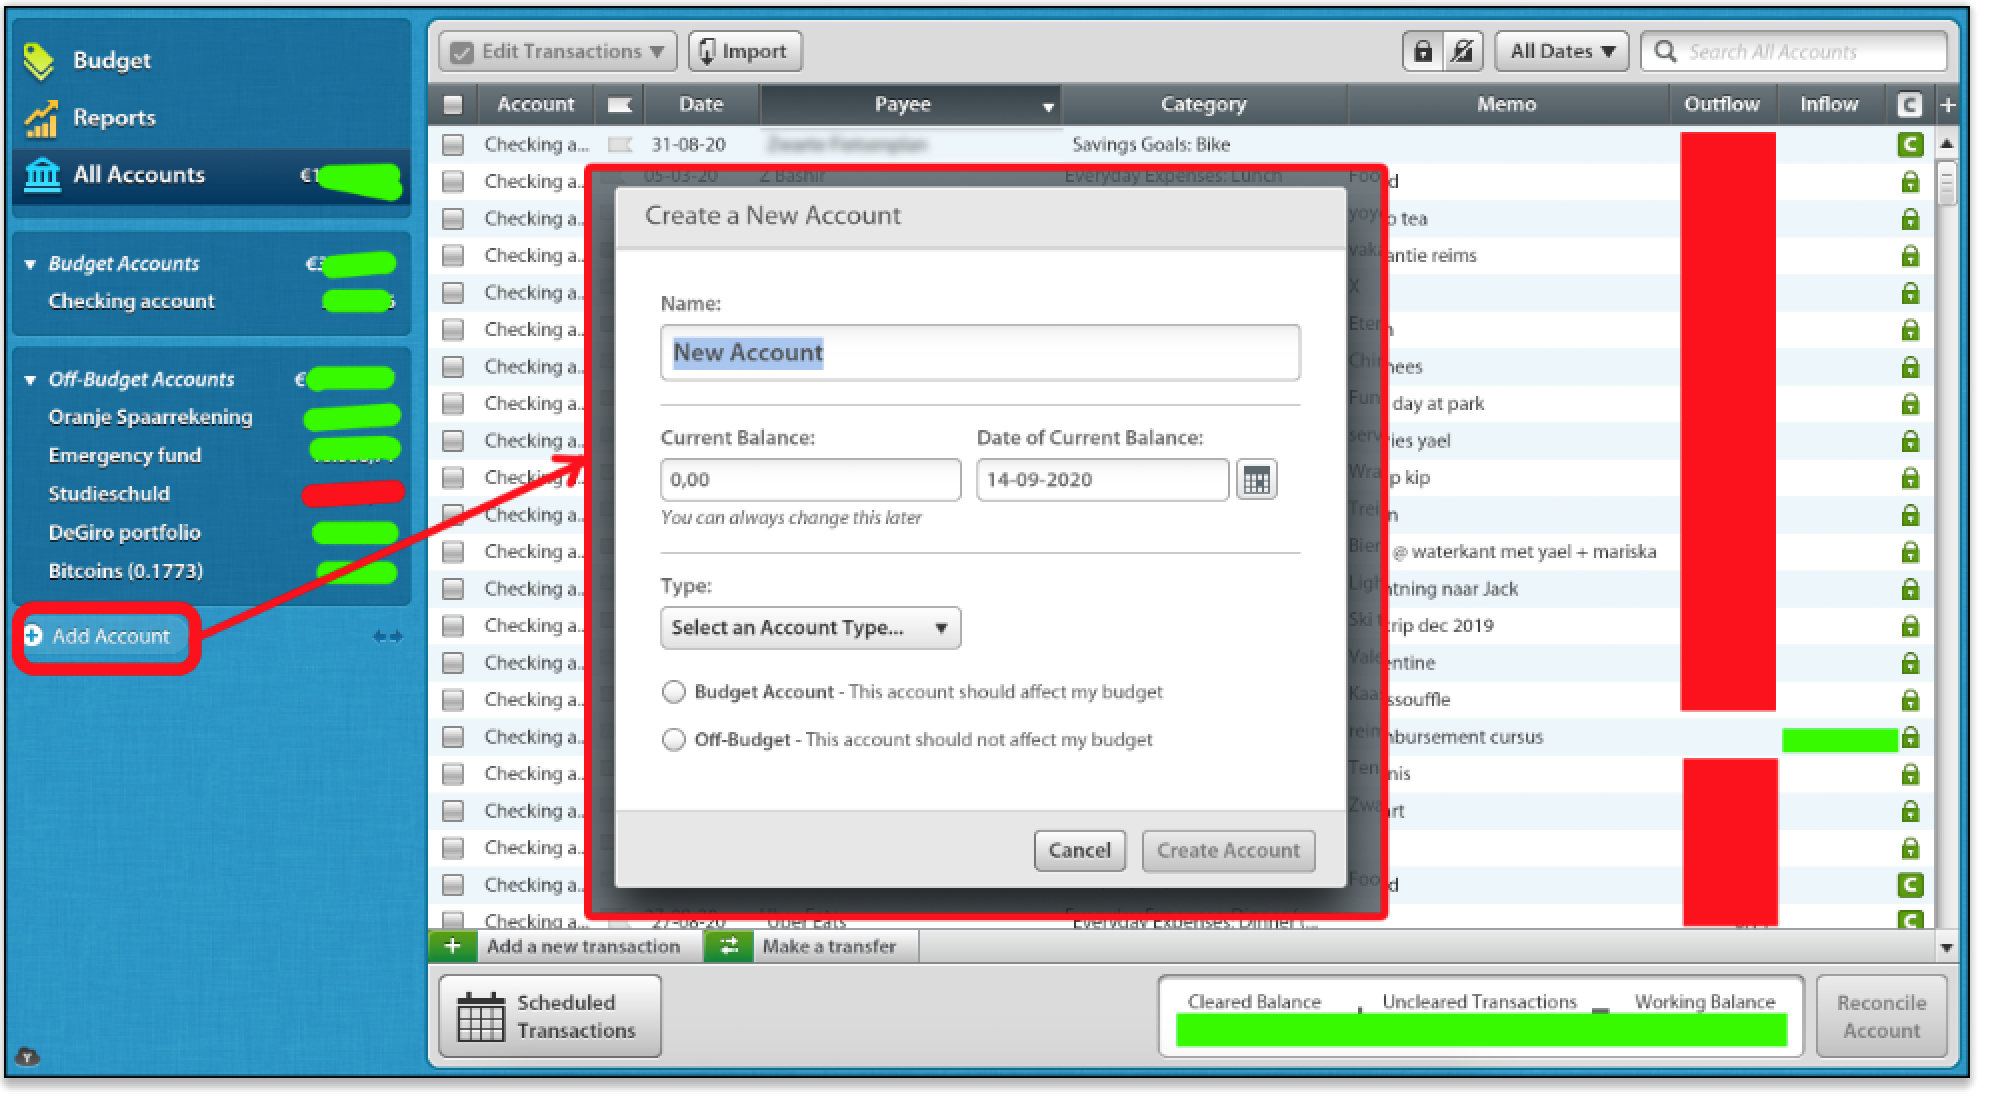 Budget
Reports
All Accounts €1
Budget Accounts
Checking account
Off-Budget Accounts €
Oranje Spaarrekening
Emergency fund
Studieschuld
DeGiro portfolio
Bitcoins (0.1773)
Add Account
Edit Transactions Import All Dates Search All Accounts
Account Date Payee Category Memo Outflow Inflow C
Checking a... 31-08-20 Savings Goals: Bike C
Checking a... 05-03-20 Z Bashir Everyday Expenses: Lunch Food
Checking a.. o tea
Checking a.. vakantie reims
Checking a.. X
Checking a.. Eten
Checking a.. Chinees
Checking a.. Fun day at park
Checking a.. servies yael
Checking a.. Wrap kip
Checking a.. Trein
Checking a.. Bier @ waterkant met yael + mariska
Checking a.. Lightning naar Jack
Checking a.. Ski trip dec 2019
Checking a.. Valentine
Checking a.. Kaassouffle
Checking a.. reimbursement cursus
Checking a.. Tennis
Checking a.. Zwart
Checking a..
Checking a.. Food C
Checking a.. 27-08-20 Uber Eats Everyday Expenses: Dinner (... C
Create a New Account
Name:
New Account
Current Balance: Date of Current Balance:
0,00 14-09-2020
You can always change this later
Type:
Select an Account Type...
Budget Account - This account should affect my budget
Off-Budget - This account should not affect my budget
Cancel Create Account
Add a new transaction Make a transfer
Scheduled
Transactions
Cleared Balance Uncleared Transactions Working Balance
Reconcile
Account